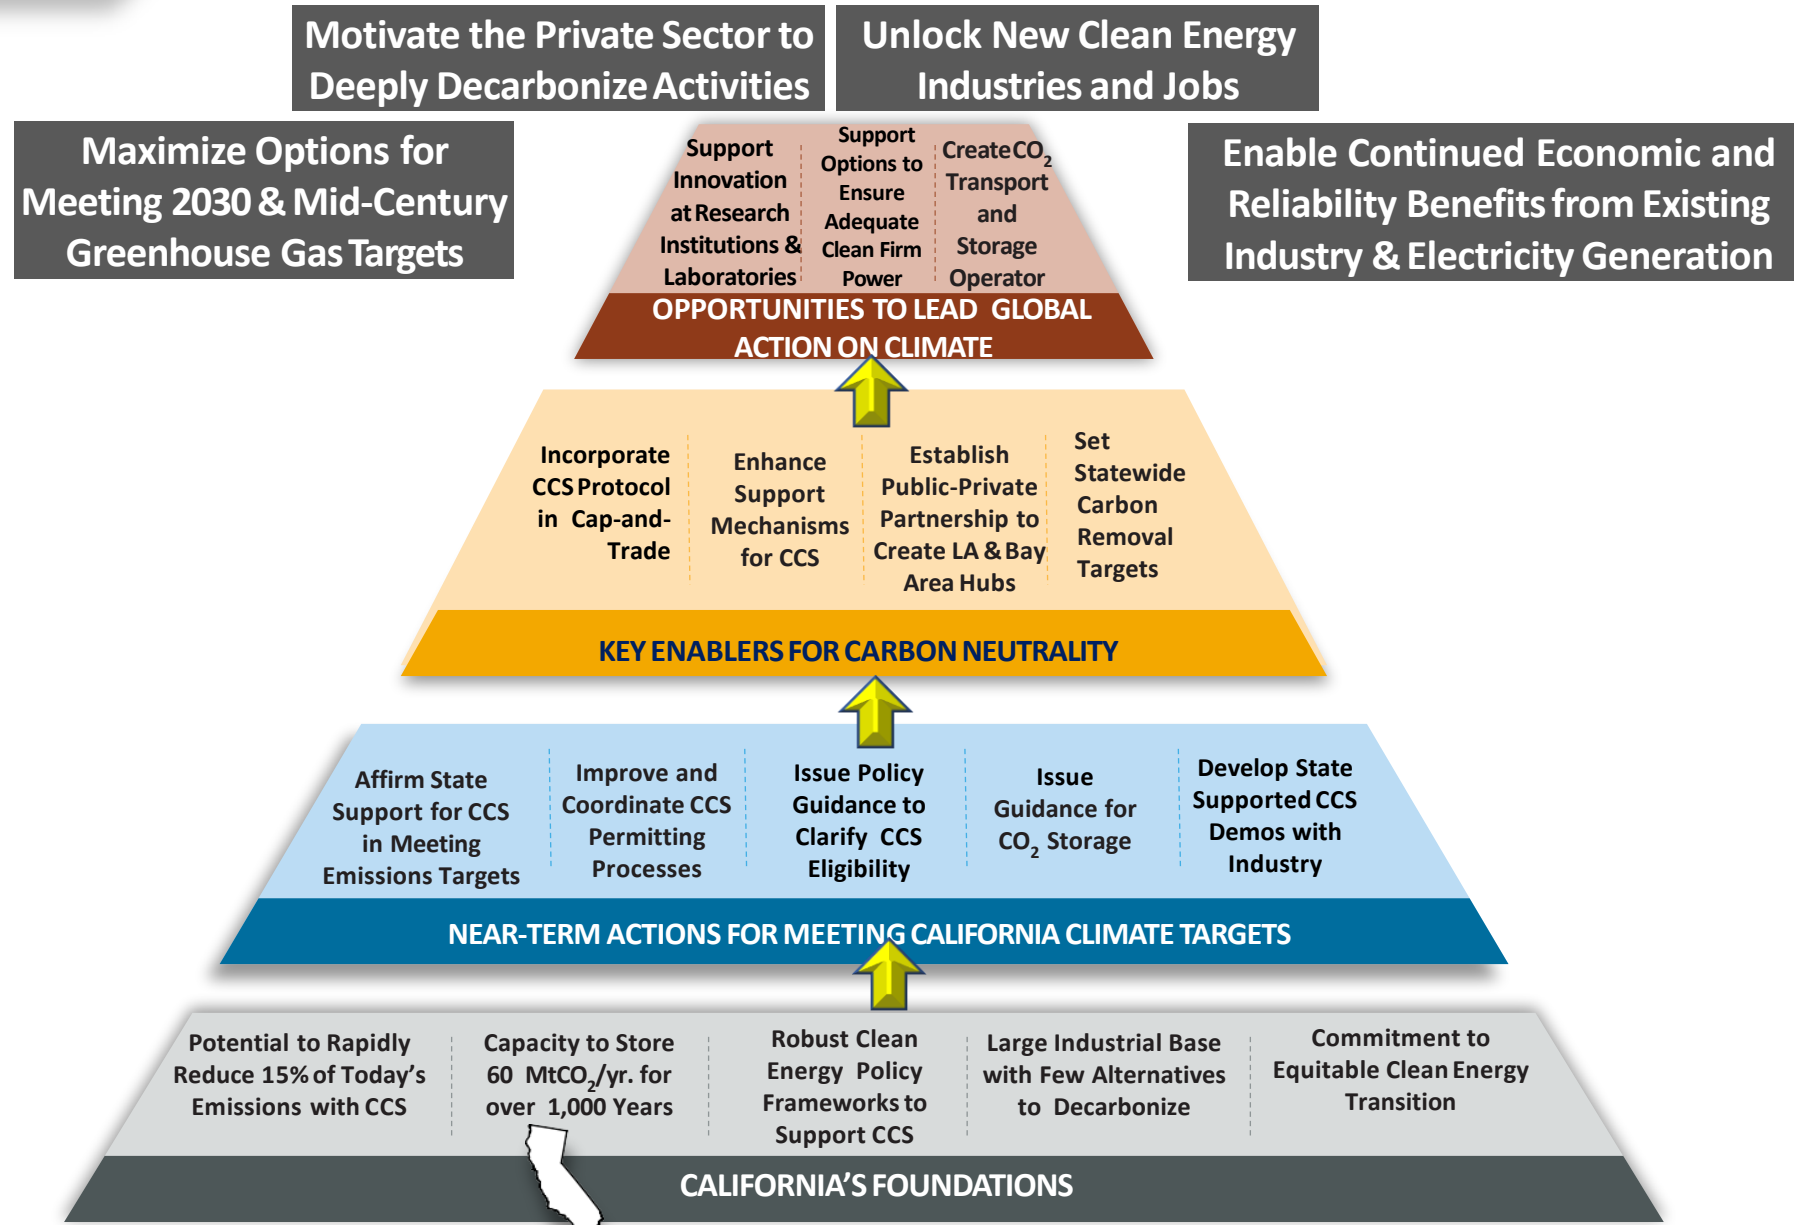 Motivate the Private Sector to
Deeply Decarbonize Activities
Unlock New Clean Energy
Industries and Jobs
Maximize Options for
Meeting 2030 & Mid-Century
Greenhouse Gas Targets
Enable Continued Economic and
Reliability Benefits from Existing
Industry & Electricity Generation
Support
Innovation
at Research
Institutions &
Laboratories
Support
Options to
Ensure
Adequate
Clean Firm
Power
Create CO₂
Transport
and
Storage
Operator
OPPORTUNITIES TO LEAD GLOBAL
ACTION ON CLIMATE
Incorporate
CCS Protocol
in Cap-and-
Trade
Enhance
Support
Mechanisms
for CCS
Establish
Public-Private
Partnership to
Create LA & Bay
Area Hubs
Set
Statewide
Carbon
Removal
Targets
KEY ENABLERS FOR CARBON NEUTRALITY
Affirm State
Support for CCS
in Meeting
Emissions Targets
Improve and
Coordinate CCS
Permitting
Processes
Issue Policy
Guidance to
Clarify CCS
Eligibility
Issue
Guidance for
CO₂ Storage
Develop State
Supported CCS
Demos with
Industry
NEAR-TERM ACTIONS FOR MEETING CALIFORNIA CLIMATE TARGETS
Potential to Rapidly
Reduce 15% of Today's
Emissions with CCS
Capacity to Store
60 MtCO₂/yr. for
over 1,000 Years
Robust Clean
Energy Policy
Frameworks to
Support CCS
Large Industrial Base
with Few Alternatives
to Decarbonize
Commitment to
Equitable Clean Energy
Transition
CALIFORNIA'S FOUNDATIONS